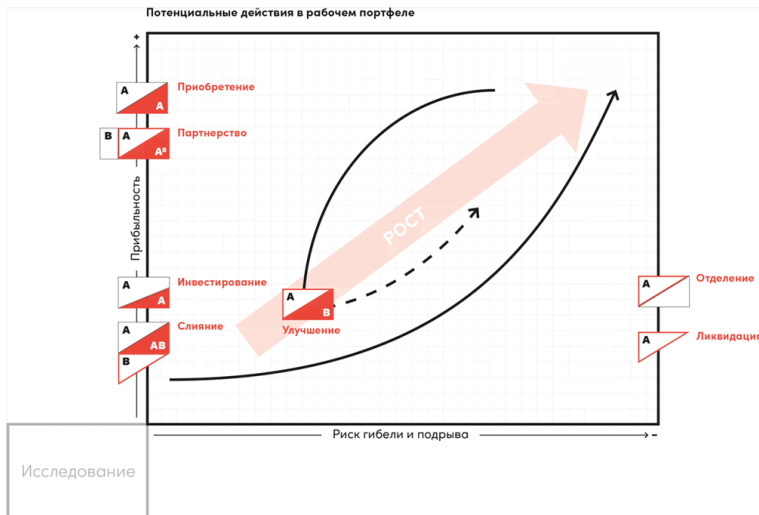 Потенциальные действия в рабочем портфеле
+
A
A
Приобретение
B
A
Aᴮ
Партнерство
Прибыльность
РОСТ
A
A
Инвестирование
A
AB
B
Слияние
A
B
Улучшение
A
Отделение
A
Ликвидация
Риск гибели и подрыва
–
Исследование